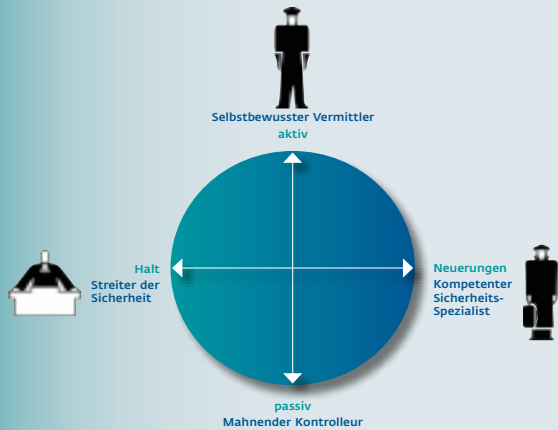 Selbstbewusster Vermittler
aktiv
Halt
Streiter der
Sicherheit
Neuerungen
Kompetenter
Sicherheits-
Spezialist
passiv
Mahnender Kontrolleur